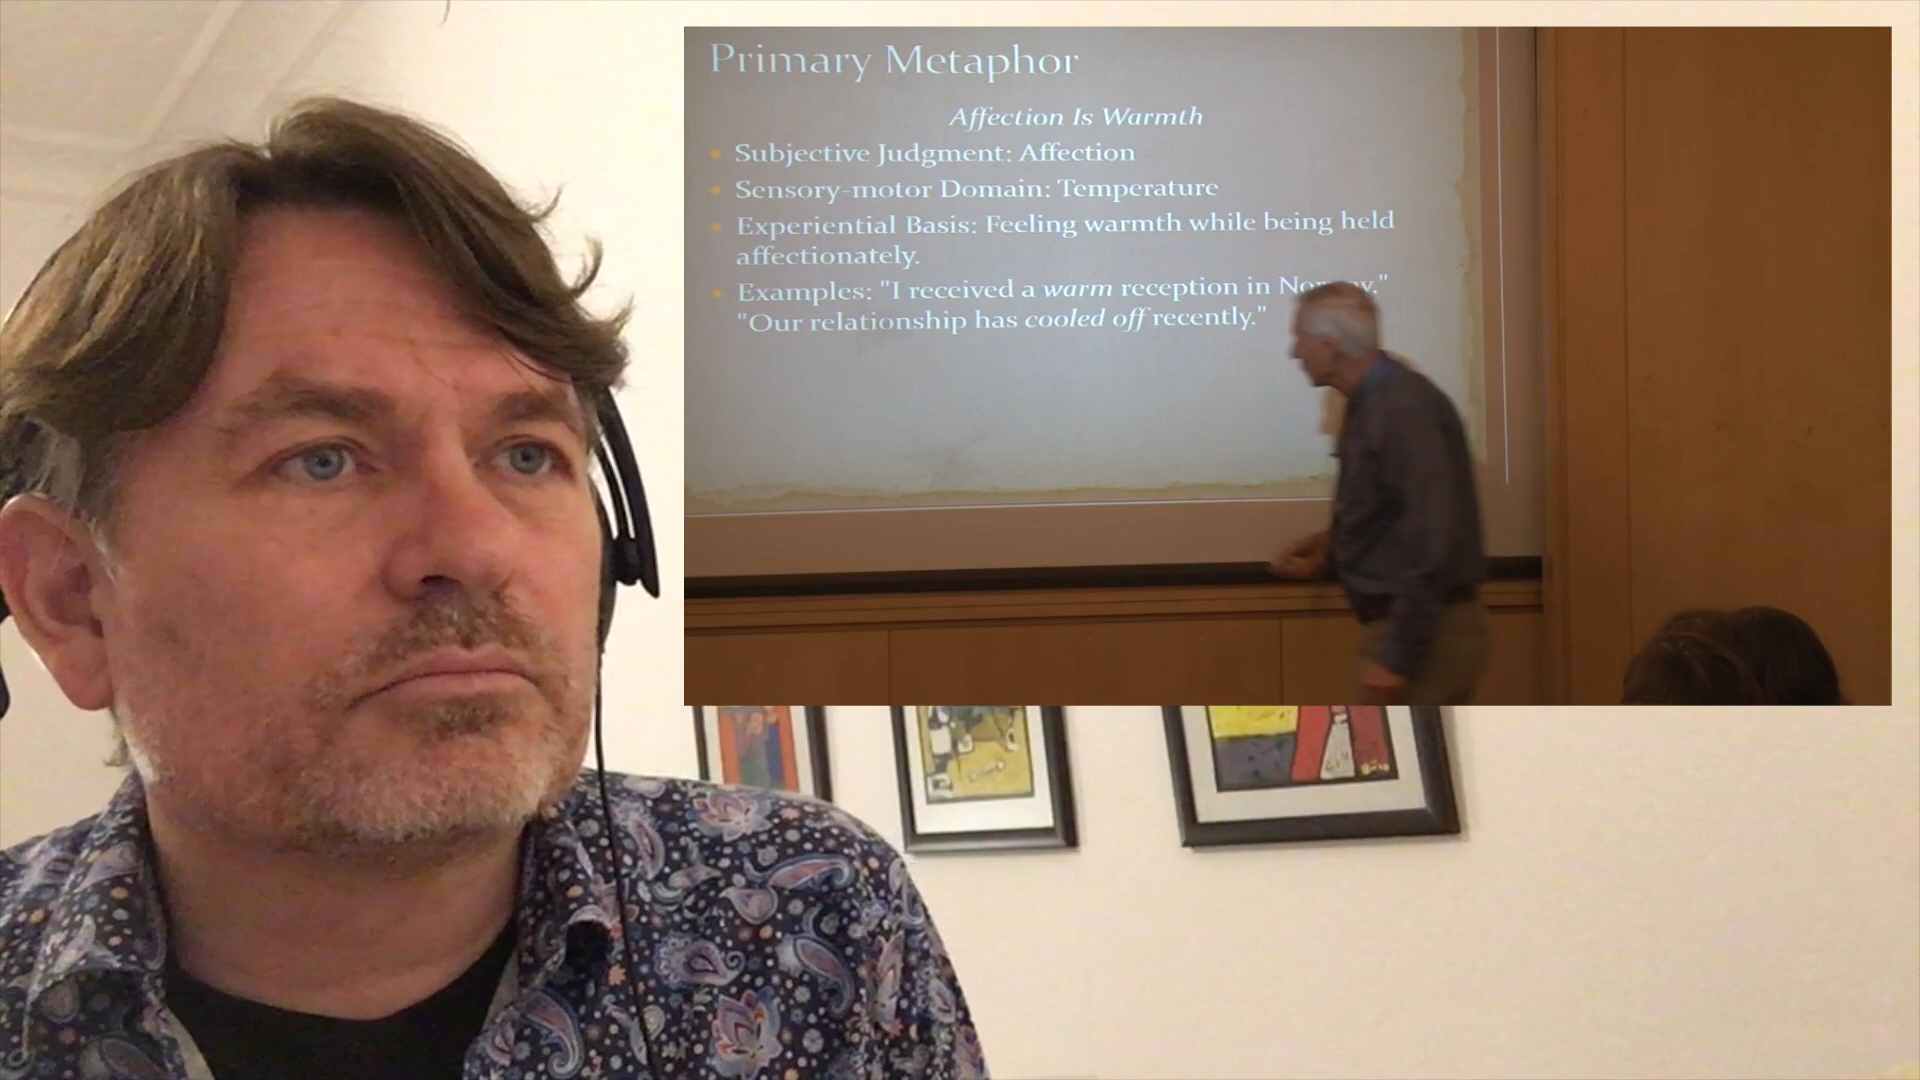 Primary Metaphor
Affection Is Warmth
Subjective Judgment: Affection
Sensory-motor Domain: Temperature
Experiential Basis: Feeling warmth while being held
affectionately.
Examples: "I received a warm reception in
"Our relationship has cooled off recently."